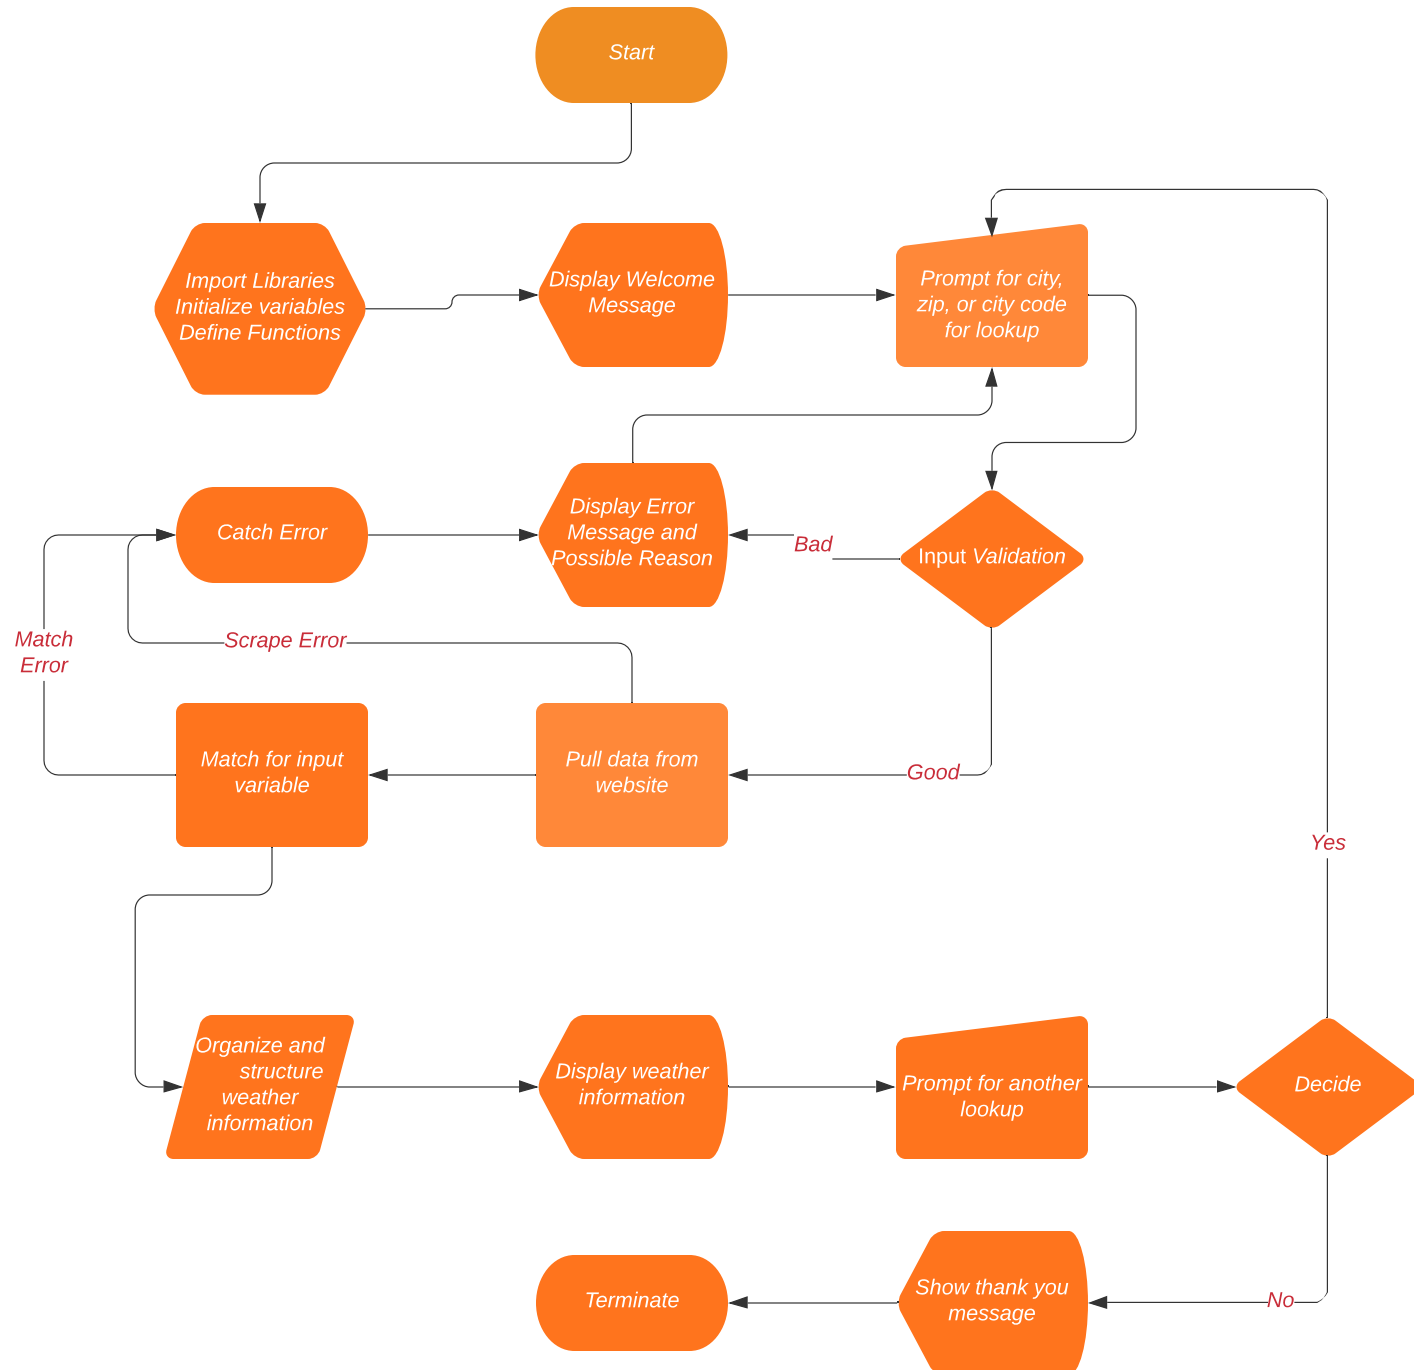 Start
Import Libraries
Initialize variables
Define Functions
Display Welcome
Message
Prompt for city,
zip, or city code
for lookup
Catch Error
Display Error
Message and
Possible Reason
Bad
Input Validation
Match
Error
Scrape Error
Match for input
variable
Pull data from
website
Good
Yes
Organize and
structure
weather
information
Display weather
information
Prompt for another
lookup
Decide
Terminate
Show thank you
message
No